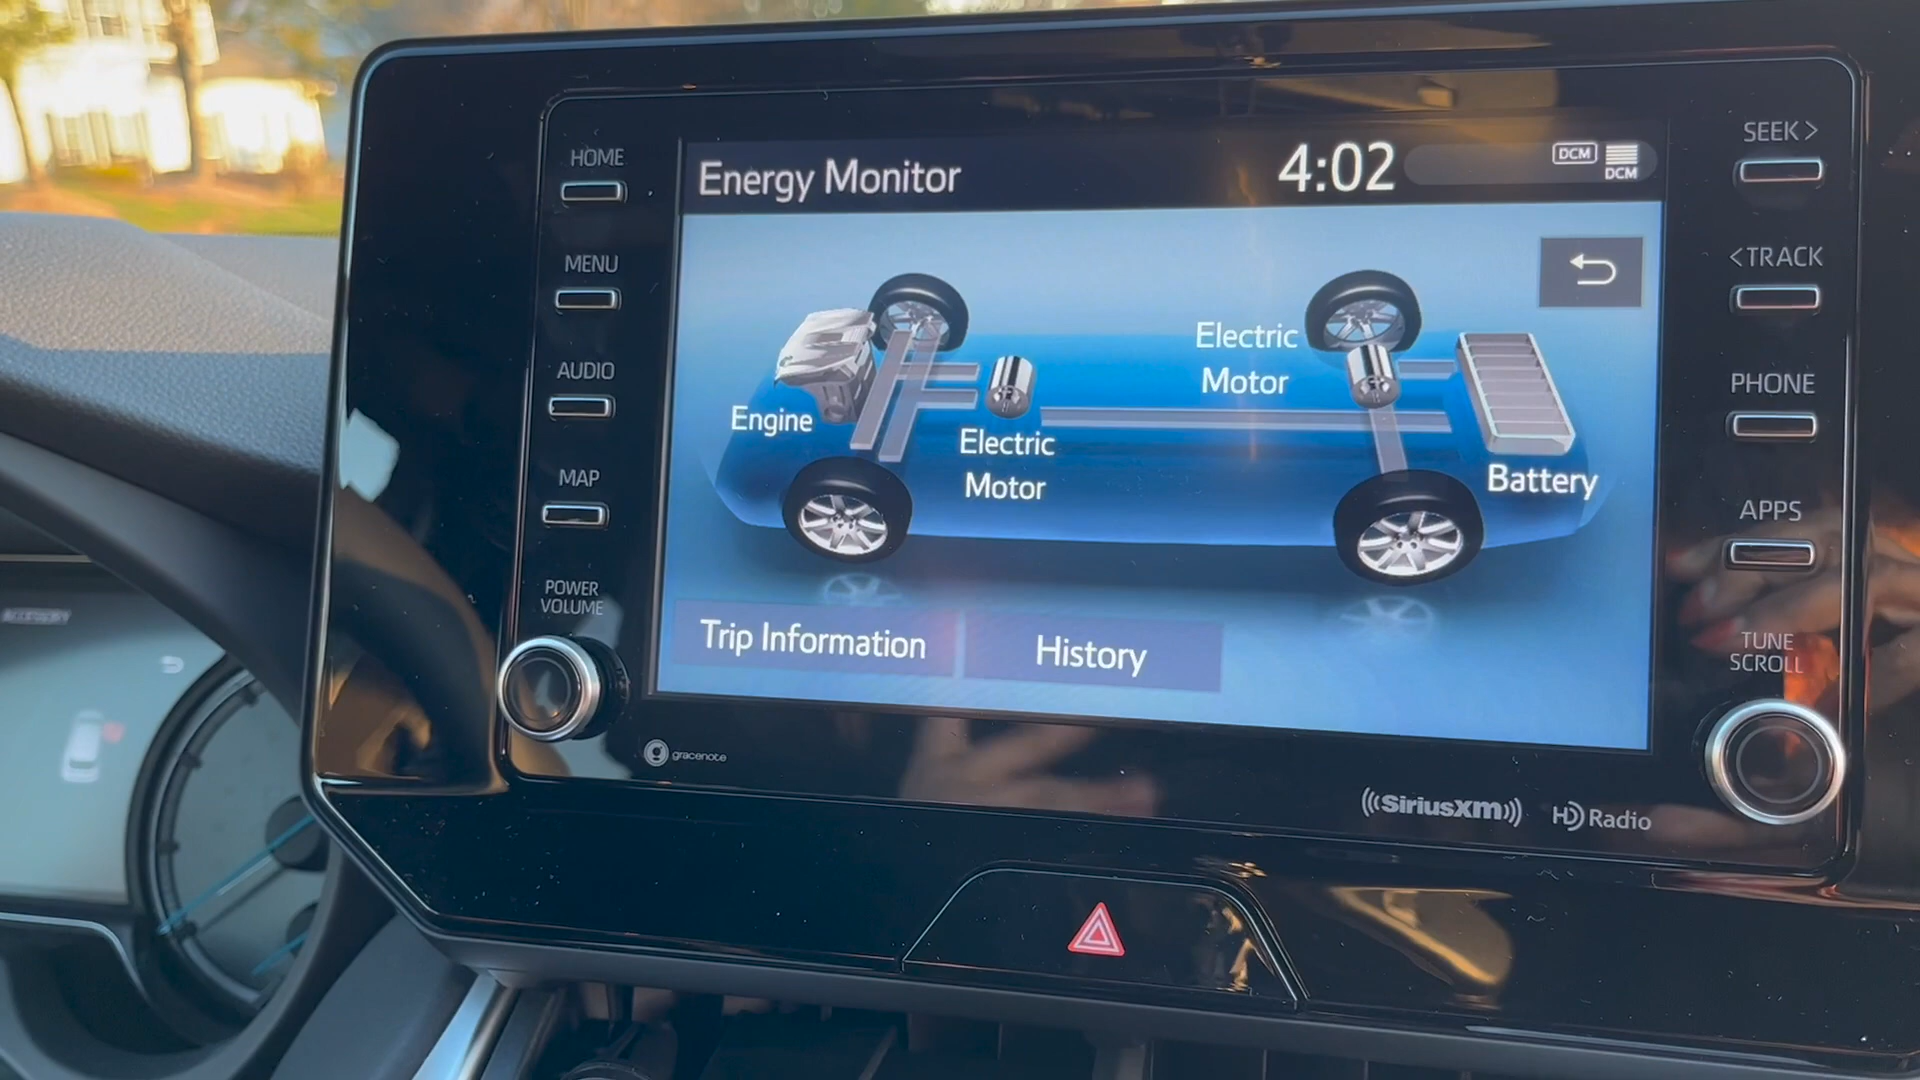 HOME
MENU
AUDIO
MAP
POWER
VOLUME
Energy Monitor
4:02
DCM
DCM
Engine
Electric
Motor
Electric
Motor
Battery
Trip Information
History
SEEK >
< TRACK
PHONE
APPS
TUNE
SCROLL
gracenote
((SiriusXM))
HD Radio
ACCESSORY